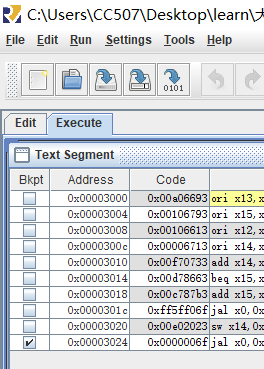 C:\Users\CC507\Desktop\learn\大
File Edit Run Settings Tools Help
0101
Edit Execute
Text Segment
Bkpt Address Code
0x00003000 0x00a06693 ori x13,x
0x00003004 0x00106793 ori x15,x
0x00003008 0x00106613 ori x12,x
0x0000300c 0x00006713 ori x14,x
0x00003010 0x00f70733 add x14,x
0x00003014 0x00d78663 beq x15,x
0x00003018 0x00c787b3 add x15,x
0x0000301c 0xff5ff06f jal x0,0x
0x00003020 0x00e02023 sw x14,0x
0x00003024 0x0000006f jal x0,0x